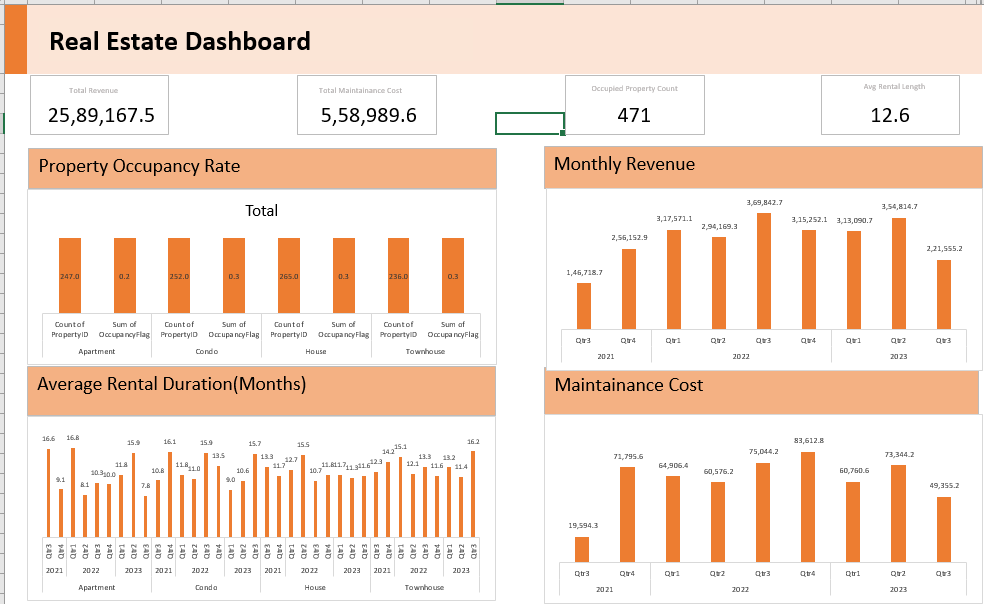 Real Estate Dashboard
Total Revenue
25,89,167.5
Total Maintainance Cost
5,58,989.6
Occupied Property Count
471
Avg Rental Length
12.6
Property Occupancy Rate
Total
247.0 0.2 252.0 0.3 265.0 0.3 236.0 0.3
Count of Sum of Count of Sum of Count of Sum of Count of Sum of
PropertyID OccupancyFlag PropertyID OccupancyFlag PropertyID OccupancyFlag PropertyID OccupancyFlag
Apartment Condo House Townhouse
Monthly Revenue
1,46,718.7 2,56,152.9 3,17,571.1 2,94,169.3 3,69,842.7 3,15,252.1 3,13,090.7 3,54,814.7 2,21,555.2
Qtr3 Qtr4 Qtr1 Qtr2 Qtr3 Qtr4 Qtr1 Qtr2 Qtr3
2021 2022 2023
Average Rental Duration(Months)
16.6 9.1 16.8 8.1 10.3 10.0 11.8 15.9 7.8 10.8 16.1 11.8 11.0 15.9 13.5 9.0 10.6 15.7 13.3 11.7 12.7 15.5 10.7 11.8 11.7 11.3 11.6 12.3 14.2 15.1 12.1 13.3 11.6 13.2 11.4 16.2
Qtr3 Qtr4 Qtr1 Qtr2 Qtr3 Qtr4 Qtr1 Qtr2 Qtr3 Qtr3 Qtr4 Qtr1 Qtr2 Qtr3 Qtr4 Qtr1 Qtr2 Qtr3 Qtr3 Qtr4 Qtr1 Qtr2 Qtr3 Qtr4 Qtr1 Qtr2 Qtr3 Qtr3 Qtr4 Qtr1 Qtr2 Qtr3 Qtr4 Qtr1 Qtr2 Qtr3
2021 2022 2023 2021 2022 2023 2021 2022 2023 2021 2022 2023
Apartment Condo House Townhouse
Maintainance Cost
19,594.3 71,795.6 64,906.4 60,576.2 75,044.2 83,612.8 60,760.6 73,344.2 49,355.2
Qtr3 Qtr4 Qtr1 Qtr2 Qtr3 Qtr4 Qtr1 Qtr2 Qtr3
2021 2022 2023